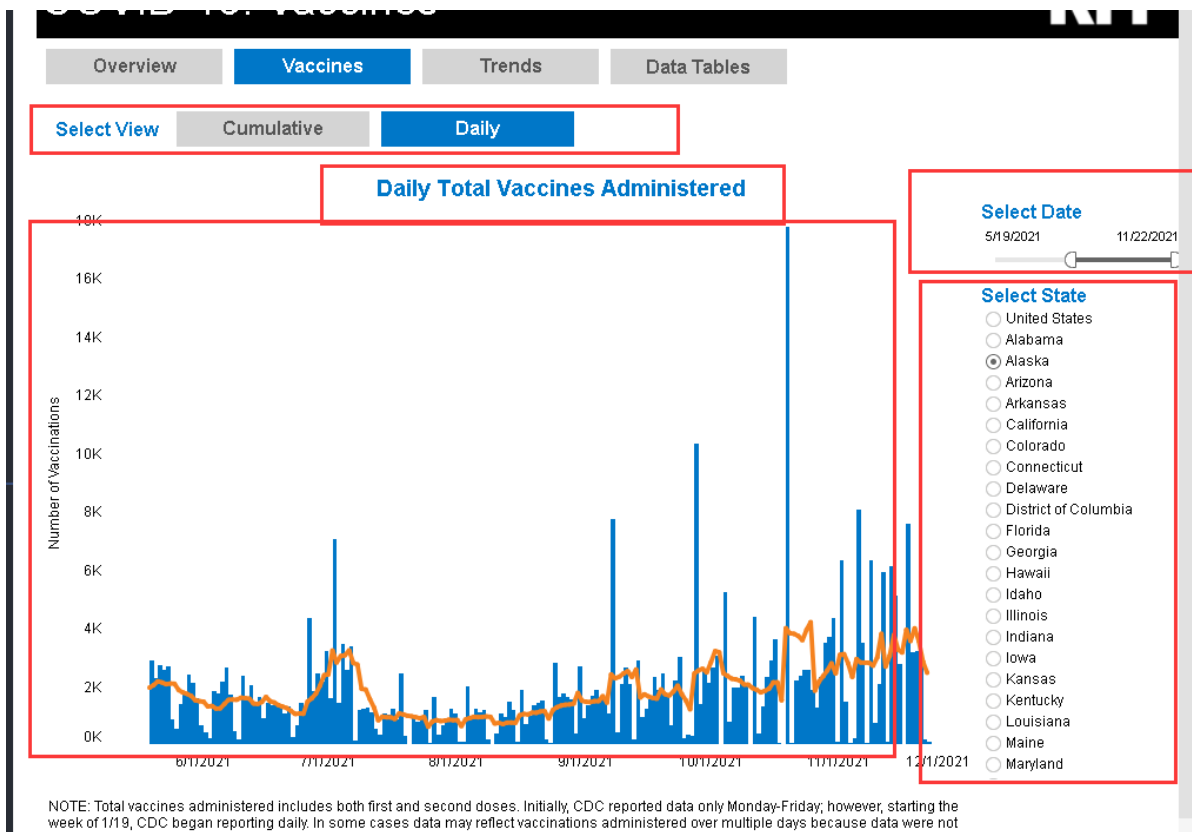 Overview Vaccines Trends Data Tables
Select View Cumulative Daily
Daily Total Vaccines Administered
Select Date
5/19/2021 11/22/2021
Select State
United States
Alabama
Alaska
Arizona
Arkansas
California
Colorado
Connecticut
Delaware
District of Columbia
Florida
Georgia
Hawaii
Idaho
Illinois
Indiana
Iowa
Kansas
Kentucky
Louisiana
Maine
Maryland
Number of Vaccinations
18K
16K
14K
12K
10K
8K
6K
4K
2K
0K
6/1/2021 7/1/2021 8/1/2021 9/1/2021 10/1/2021 11/1/2021 12/1/2021
NOTE: Total vaccines administered includes both first and second doses. Initially, CDC reported data only Monday-Friday; however, starting the
week of 1/19, CDC began reporting daily. In some cases data may reflect vaccinations administered over multiple days because data were not